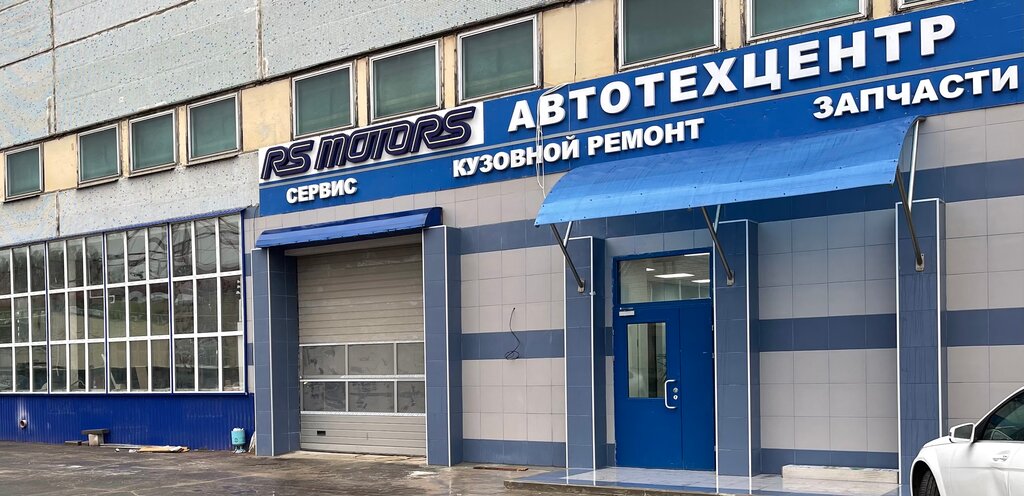 RS MOTORS
АВТОТЕХЦЕНТР
СЕРВИС
КУЗОВНОЙ РЕМОНТ
ЗАПЧАСТИ